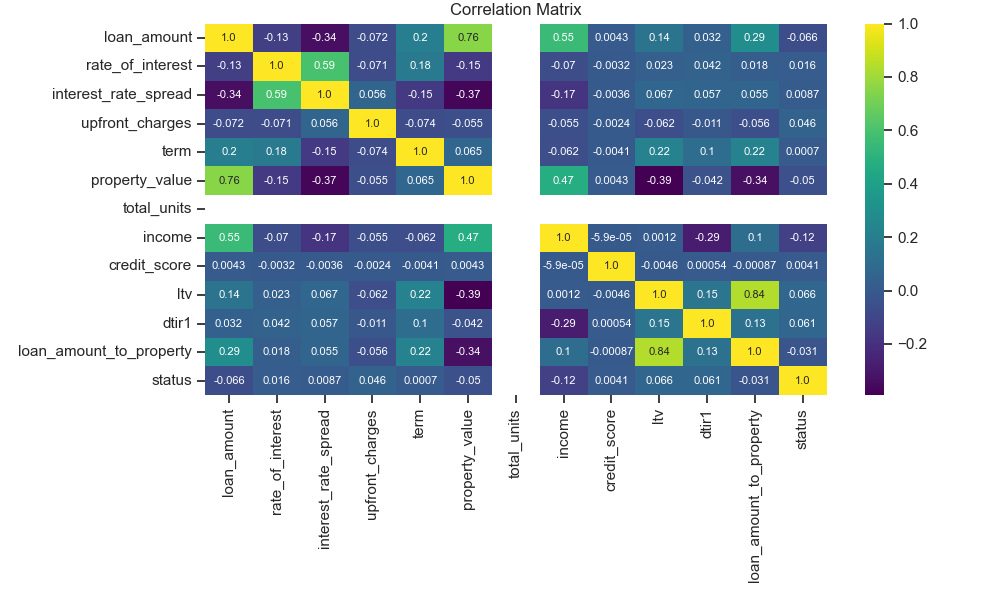 Correlation Matrix
loan_amount 1.0 -0.13 -0.34 -0.072 0.2 0.76 0.55 0.0043 0.14 0.032 0.29 -0.066
rate_of_interest -0.13 1.0 0.59 -0.071 0.18 -0.15 -0.07 -0.0032 0.023 0.042 0.018 0.016
interest_rate_spread -0.34 0.59 1.0 0.056 -0.15 -0.37 -0.17 -0.0036 0.067 0.057 0.055 0.0087
upfront_charges -0.072 -0.071 0.056 1.0 -0.074 -0.055 -0.055 -0.0024 -0.062 -0.011 -0.056 0.046
term 0.2 0.18 -0.15 -0.074 1.0 0.065 -0.062 -0.0041 0.22 0.1 0.22 0.0007
property_value 0.76 -0.15 -0.37 -0.055 0.065 1.0 0.47 0.0043 -0.39 -0.042 -0.34 -0.05
total_units
income 0.55 -0.07 -0.17 -0.055 -0.062 0.47 1.0 -5.9e-05 0.0012 -0.29 0.1 -0.12
credit_score 0.0043 -0.0032 -0.0036 -0.0024 -0.0041 0.0043 -5.9e-05 1.0 -0.0046 0.00054 -0.00087 0.0041
ltv 0.14 0.023 0.067 -0.062 0.22 -0.39 0.0012 -0.0046 1.0 0.15 0.84 0.066
dtir1 0.032 0.042 0.057 -0.011 0.1 -0.042 -0.29 0.00054 0.15 1.0 0.13 0.061
loan_amount_to_property 0.29 0.018 0.055 -0.056 0.22 -0.34 0.1 -0.00087 0.84 0.13 1.0 -0.031
status -0.066 0.016 0.0087 0.046 0.0007 -0.05 -0.12 0.0041 0.066 0.061 -0.031 1.0
loan_amount
rate_of_interest
interest_rate_spread
upfront_charges
term
property_value
total_units
income
credit_score
ltv
dtir1
loan_amount_to_property
status
1.0
0.8
0.6
0.4
0.2
0.0
−0.2